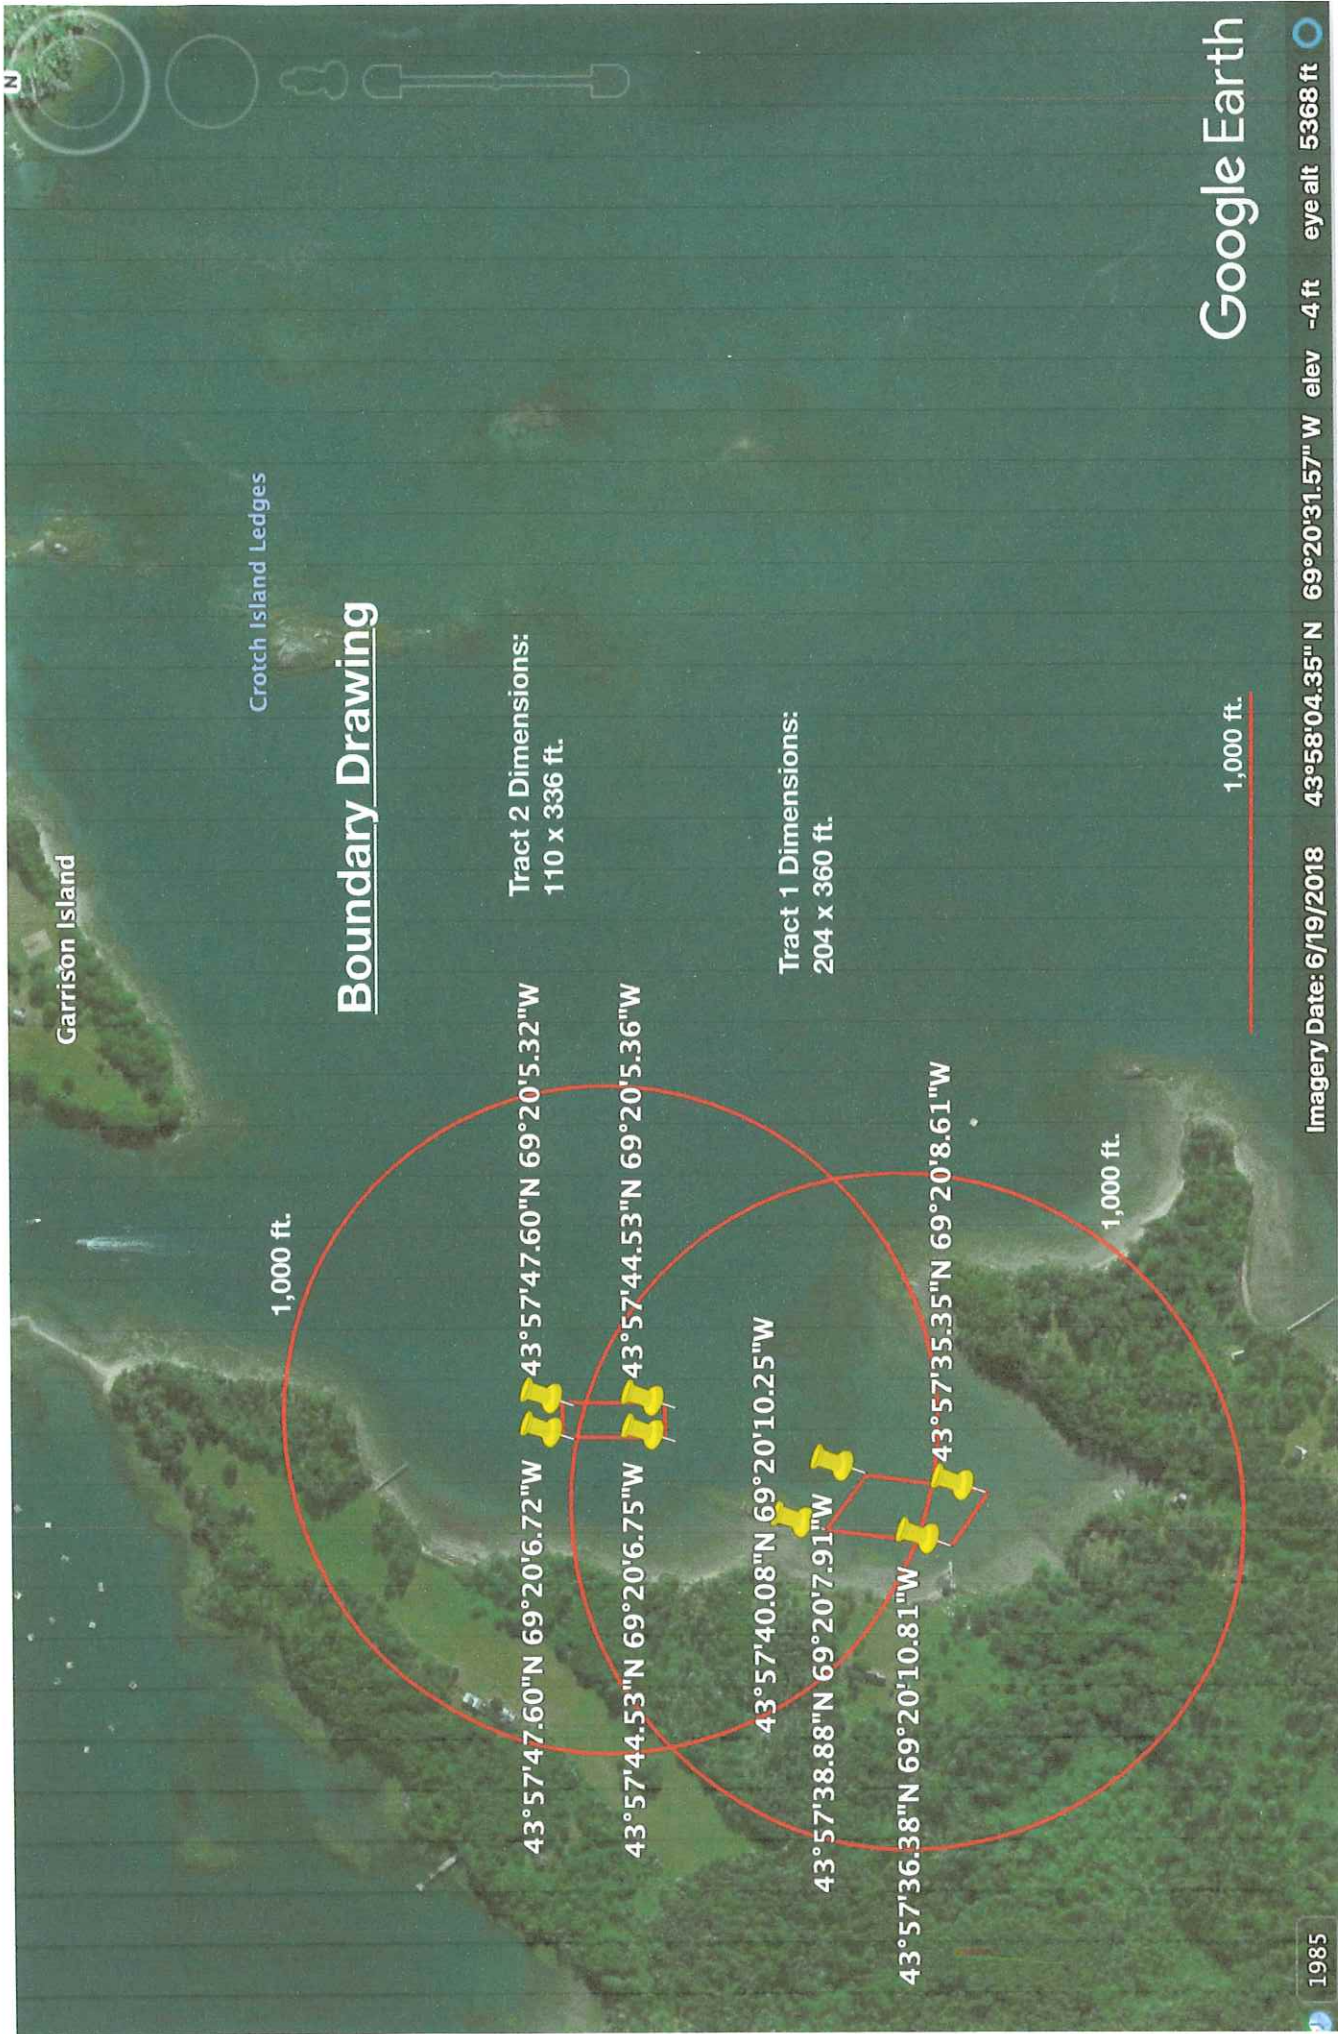 N
Garrison Island
Crotch Island Ledges
1,000 ft.
Boundary Drawing
43°57'47.60"N 69°20'6.72"W
43°57'47.60"N 69°20'5.32"W
Tract 2 Dimensions:
110 x 336 ft.
43°57'44.53"N 69°20'6.75"W
43°57'44.53"N 69°20'5.36"W
43°57'40.08"N 69°20'10.25"W
Tract 1 Dimensions:
204 x 360 ft.
43°57'38.88"N 69°20'7.91"W
43°57'36.38"N 69°20'10.81"W
43°57'35.35"N 69°20'8.61"W
1,000 ft.
1,000 ft.
Google Earth
1985
Imagery Date: 6/19/2018 43°58'04.35" N 69°20'31.57" W elev -4 ft eye alt 5368 ft